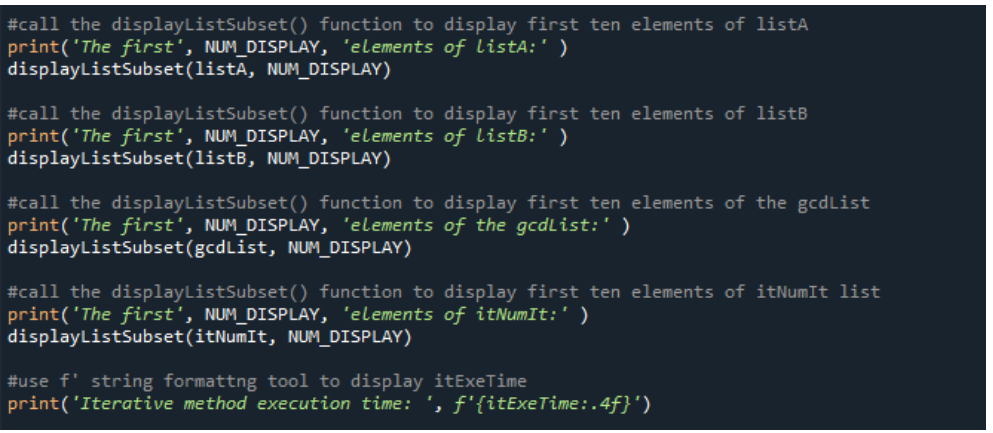 #call the displayListSubset() function to display first ten elements of listA
print('The first', NUM_DISPLAY, 'elements of listA:' )
displayListSubset(listA, NUM_DISPLAY)
#call the displayListSubset() function to display first ten elements of listB
print('The first', NUM_DISPLAY, 'elements of listB:' )
displayListSubset(listB, NUM_DISPLAY)
#call the displayListSubset() function to display first ten elements of the gcdList
print('The first', NUM_DISPLAY, 'elements of the gcdList:' )
displayListSubset(gcdList, NUM_DISPLAY)
#call the displayListSubset() function to display first ten elements of itNumIt list
print('The first', NUM_DISPLAY, 'elements of itNumIt:' )
displayListSubset(itNumIt, NUM_DISPLAY)
#use f' string formattng tool to display itExeTime
print('Iterative method execution time: ', f'{itExeTime:.4f}')